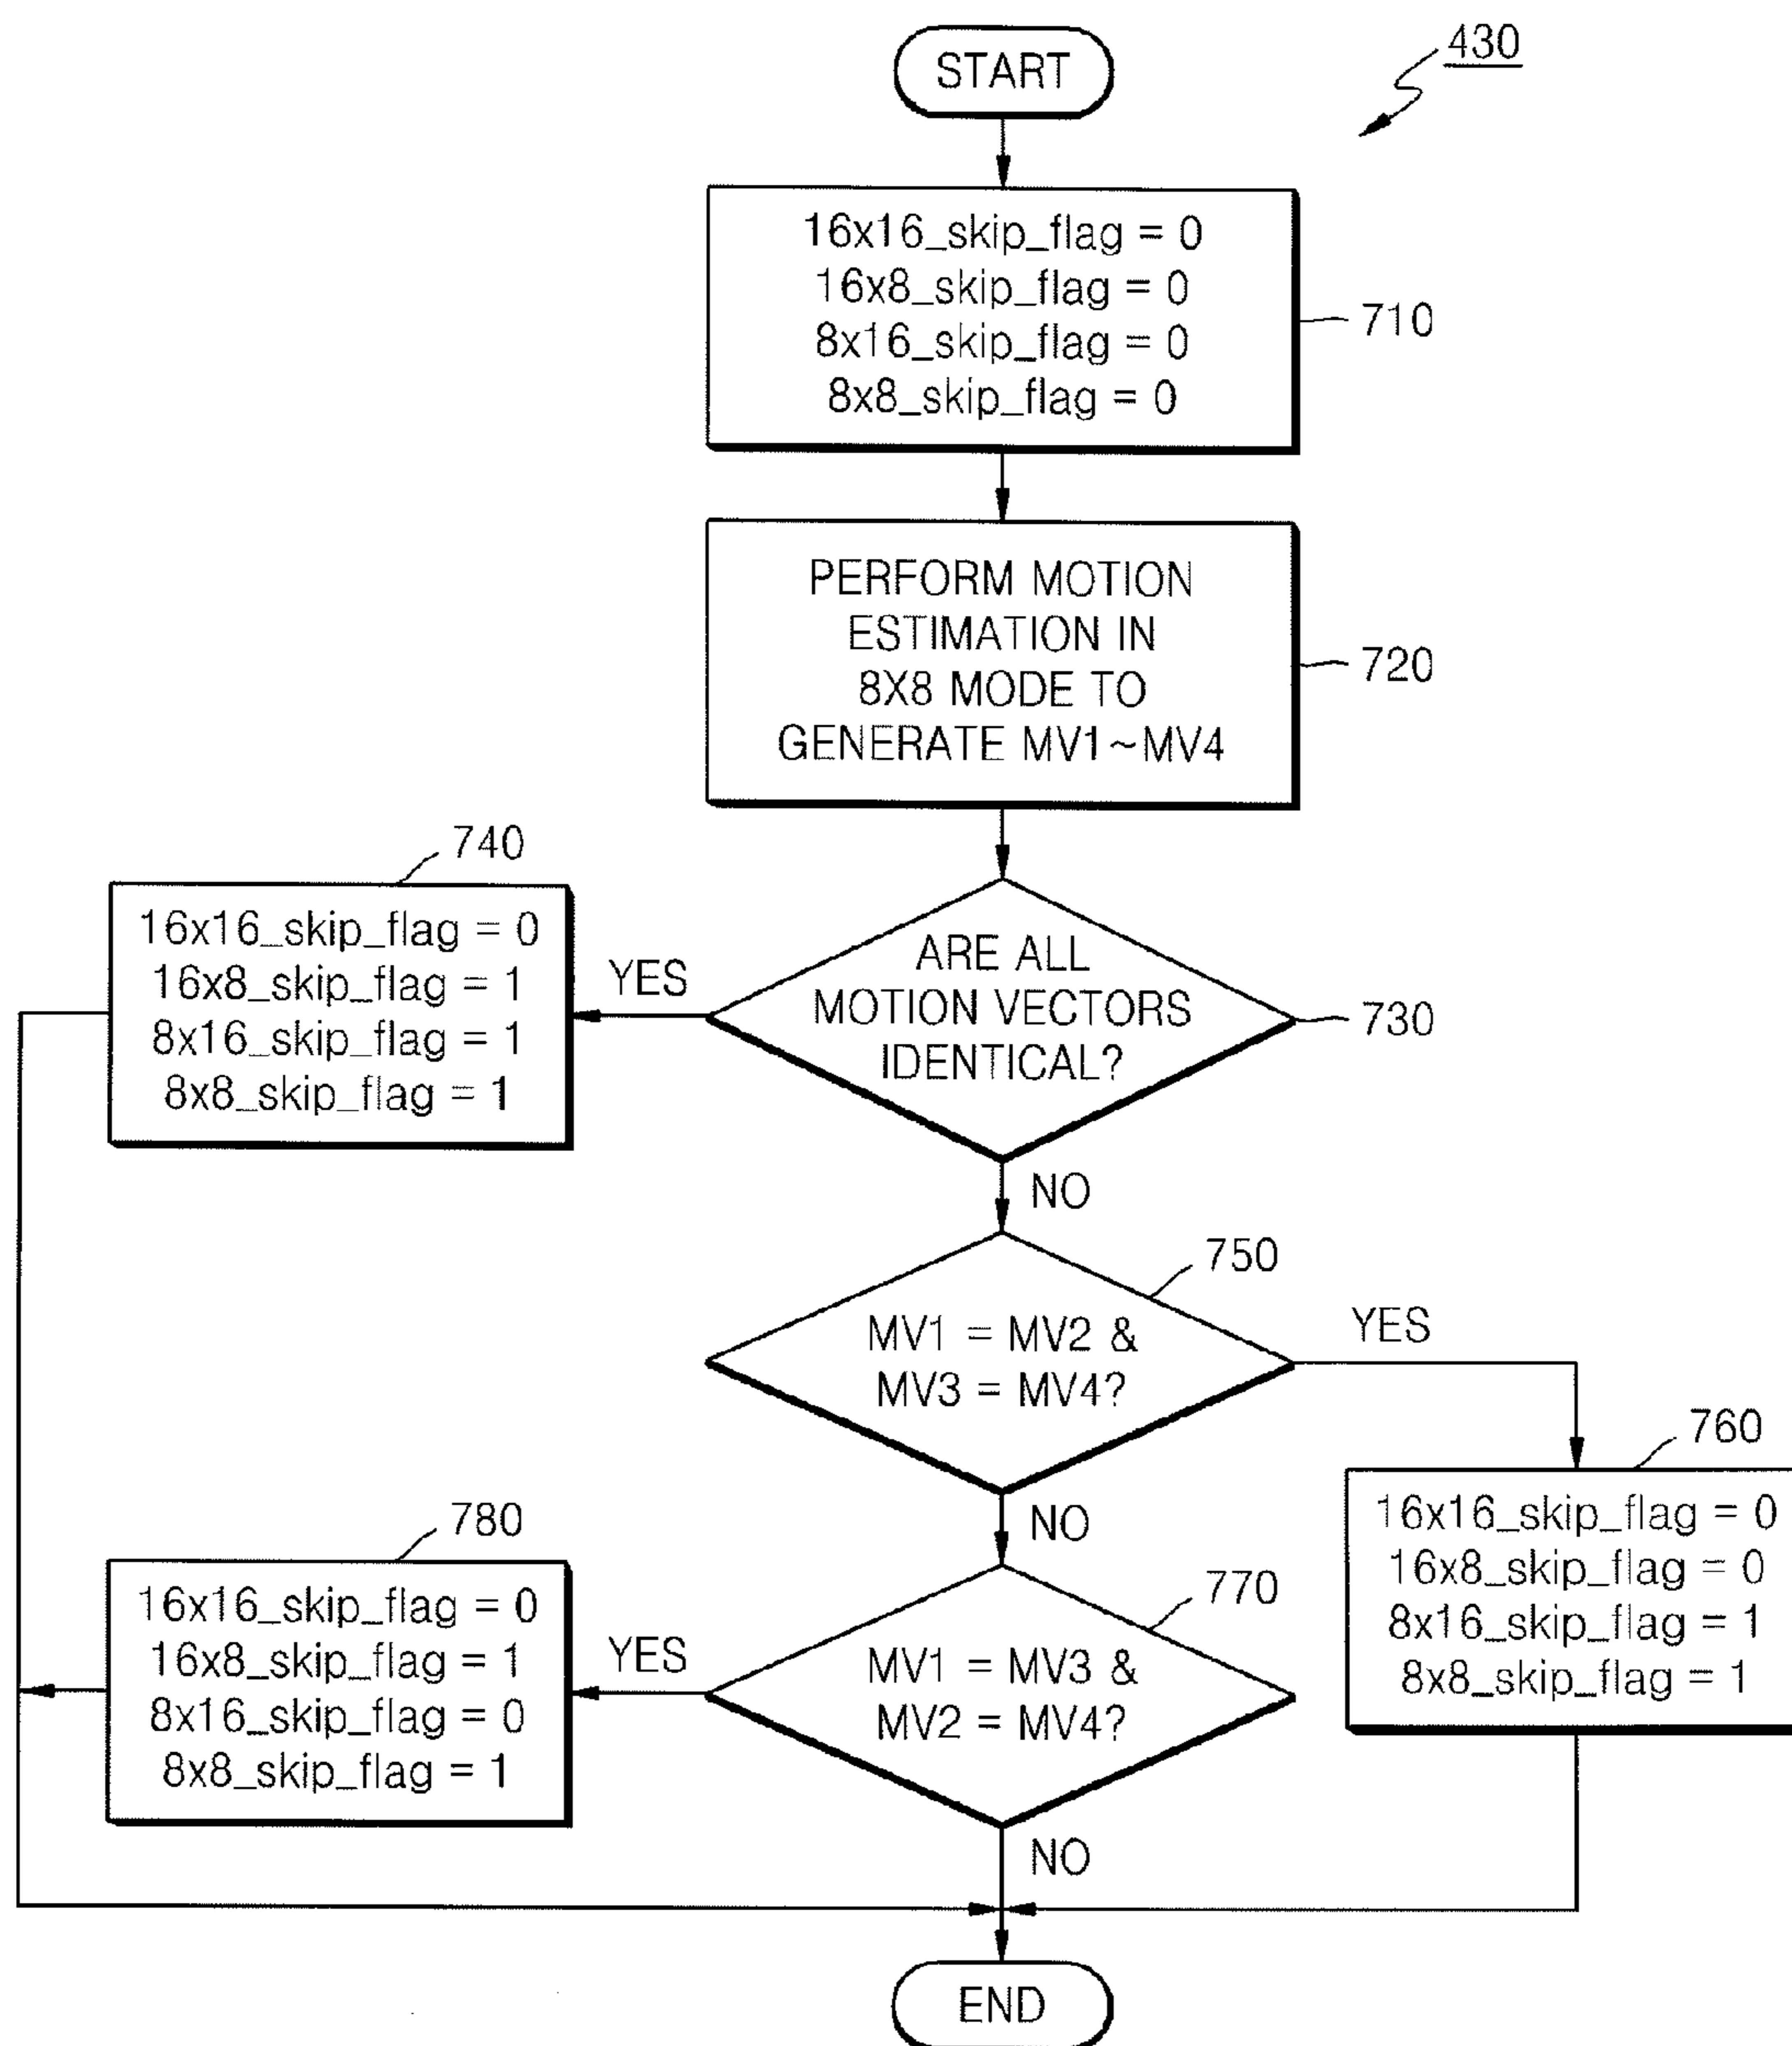 430
START
16x16_skip_flag = 0
16x8_skip_flag = 0
8x16_skip_flag = 0
8x8_skip_flag = 0
710
PERFORM MOTION
ESTIMATION IN
8X8 MODE TO
GENERATE MV1~MV4
720
740
16x16_skip_flag = 0
16x8_skip_flag = 1
8x16_skip_flag = 1
8x8_skip_flag = 1
YES
ARE ALL
MOTION VECTORS
IDENTICAL?
730
NO
750
MV1 = MV2 &
MV3 = MV4?
YES
760
16x16_skip_flag = 0
16x8_skip_flag = 0
8x16_skip_flag = 1
8x8_skip_flag = 1
NO
780
16x16_skip_flag = 0
16x8_skip_flag = 1
8x16_skip_flag = 0
8x8_skip_flag = 1
YES
770
MV1 = MV3 &
MV2 = MV4?
NO
END